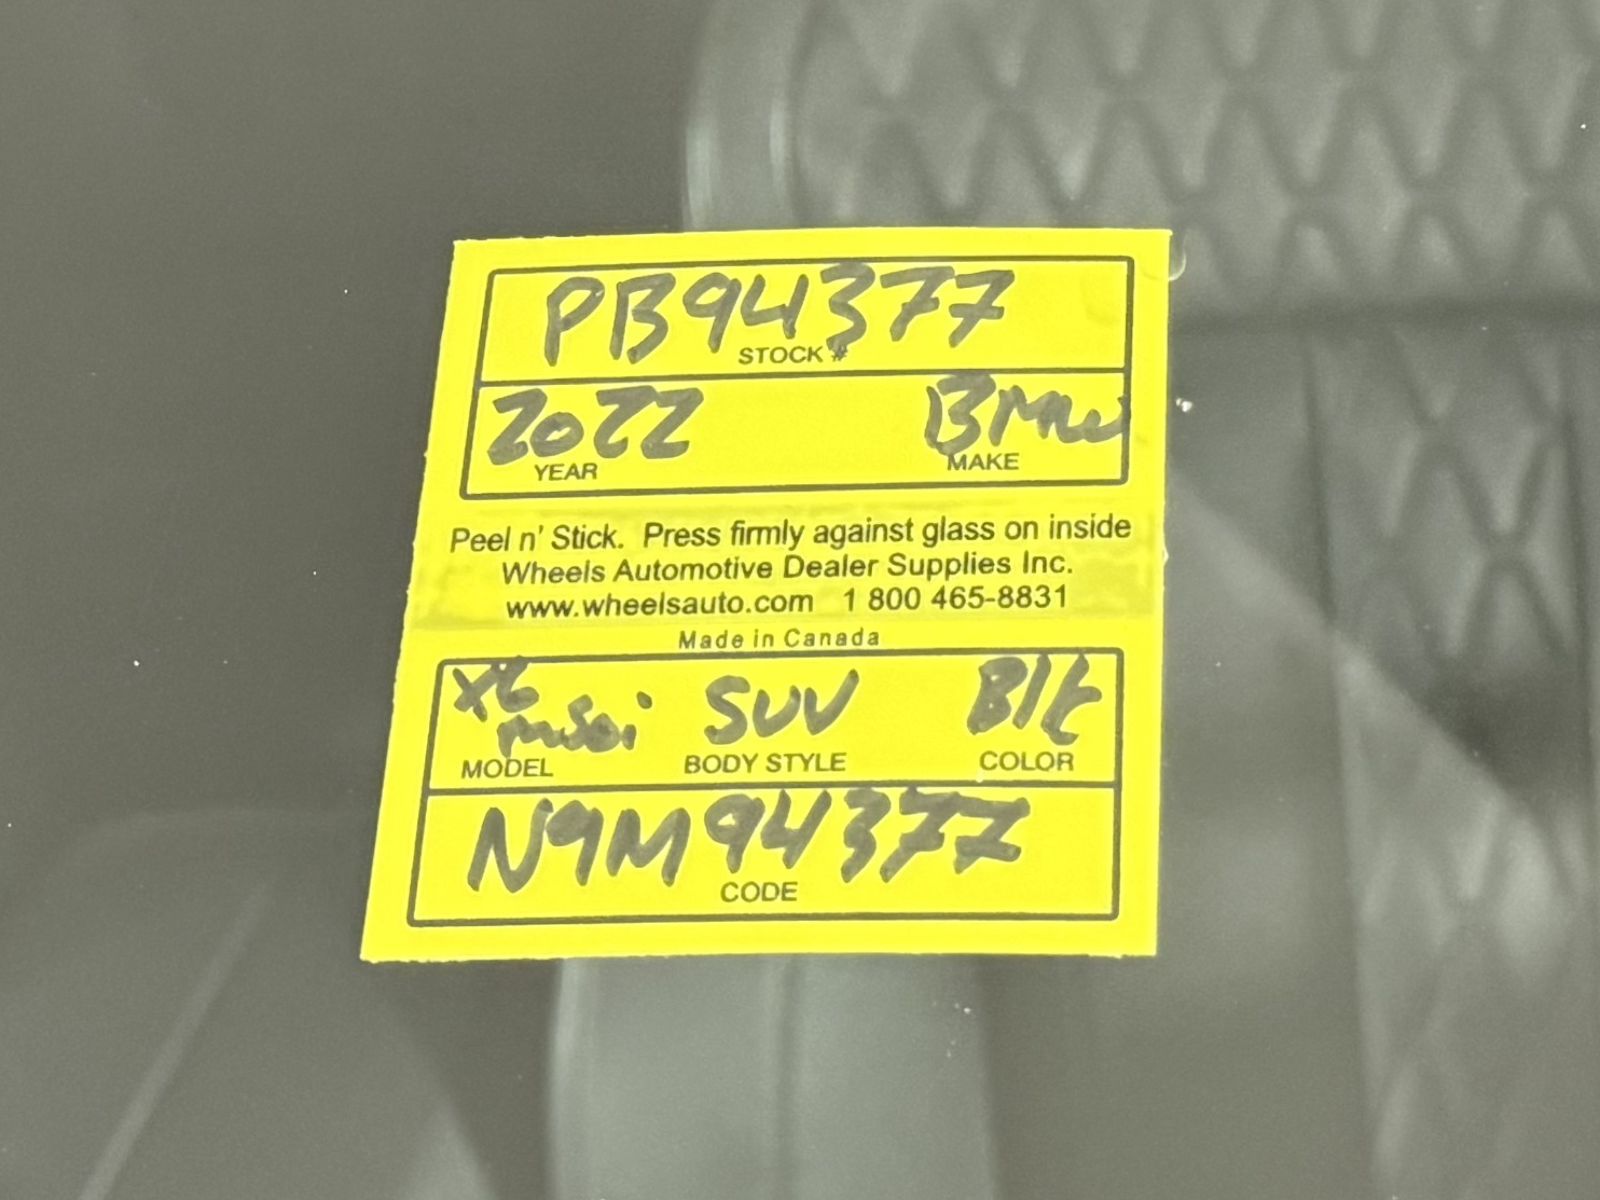 PB94377
STOCK #
2022 BMW
YEAR MAKE
Peel n' Stick. Press firmly against glass on inside
Wheels Automotive Dealer Supplies Inc.
www.wheelsauto.com 1 800 465-8831
Made in Canada
X6 m50i SUV Blk
MODEL BODY STYLE COLOR
N9M94377
CODE